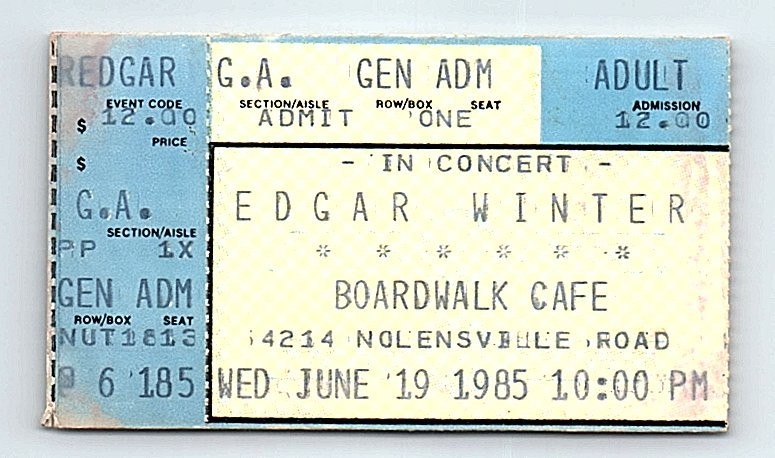 REDGAR
EVENT CODE
$ 12.00
PRICE
$
G.A.
SECTION/AISLE
PP 1X
GEN ADM
ROW/BOX SEAT
NUT1813
6 185
G.A. GEN ADM ADULT
SECTION/AISLE ROW/BOX SEAT ADMISSION
ADMIT ONE 12.00
- IN CONCERT -
EDGAR WINTER
* * * * * *
BOARDWALK CAFE
4214 NOLENSVILLE ROAD
WED JUNE 19 1985 10:00 PM